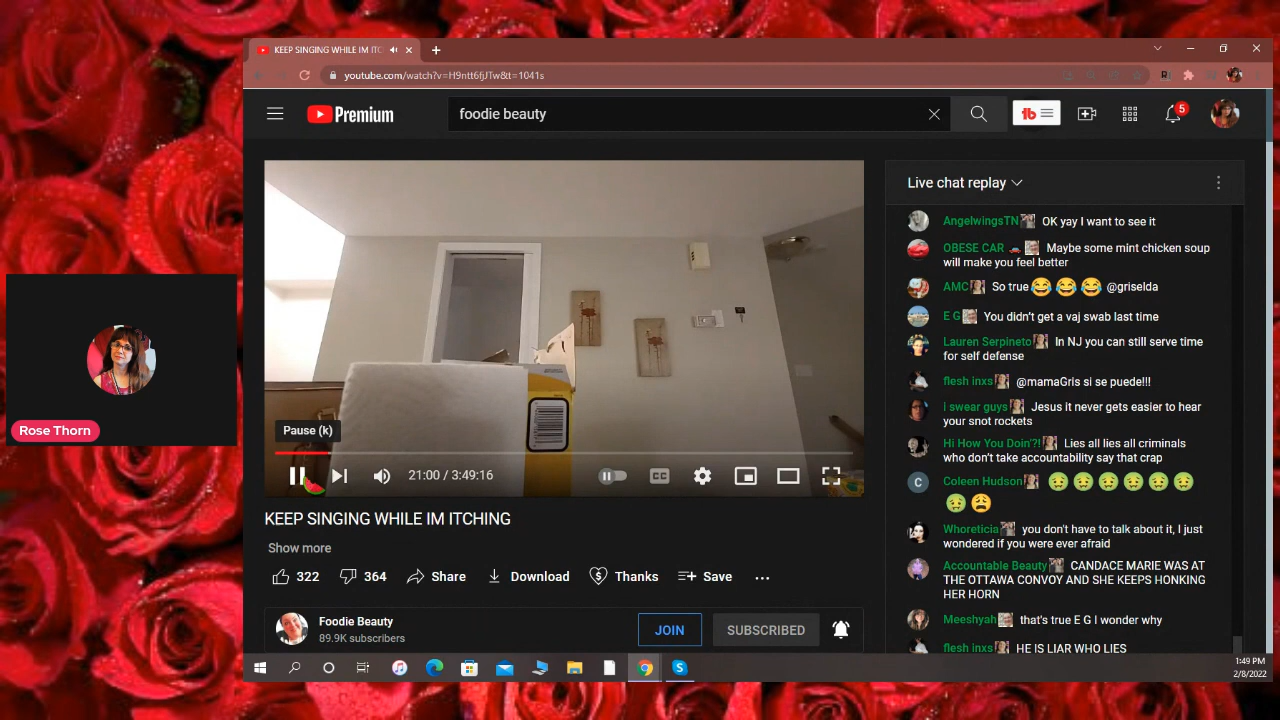 KEEP SINGING WHILE IM ITC
youtube.com/watch?v=H9ntt6fjJTw&t=1041s
Premium
foodie beauty
5
Live chat replay
AngelwingsTN OK yay I want to see it
OBESE CAR 🚗 Maybe some mint chicken soup
will make you feel better
AMC So true😂😂😂 @griselda
E G You didn’t get a vaj swab last time
Lauren Serpineto In NJ you can still serve time
for self defense
flesh inxs @mamaGris si se puede!!!
i swear guys Jesus it never gets easier to hear
your snot rockets
Hi How You Doin'?! Lies all lies all criminals
who don’t take accountability say that crap
C Coleen Hudson 🤢🤢🤢🤢🤢🤢
🤢😩
Whoreticia you don't have to talk about it, I just
wondered if you were ever afraid
Accountable Beauty CANDACE MARIE WAS AT
THE OTTAWA CONVOY AND SHE KEEPS HONKING
HER HORN
Meeshyah that's true E G I wonder why
flesh inxs HE IS LIAR WHO LIES
Rose Thorn
Pause (k)
21:00 / 3:49:16
CC
KEEP SINGING WHILE IM ITCHING
Show more
322 364 Share Download Thanks Save
Foodie Beauty
89.9K subscribers
JOIN SUBSCRIBED
1:49 PM
2/8/2022